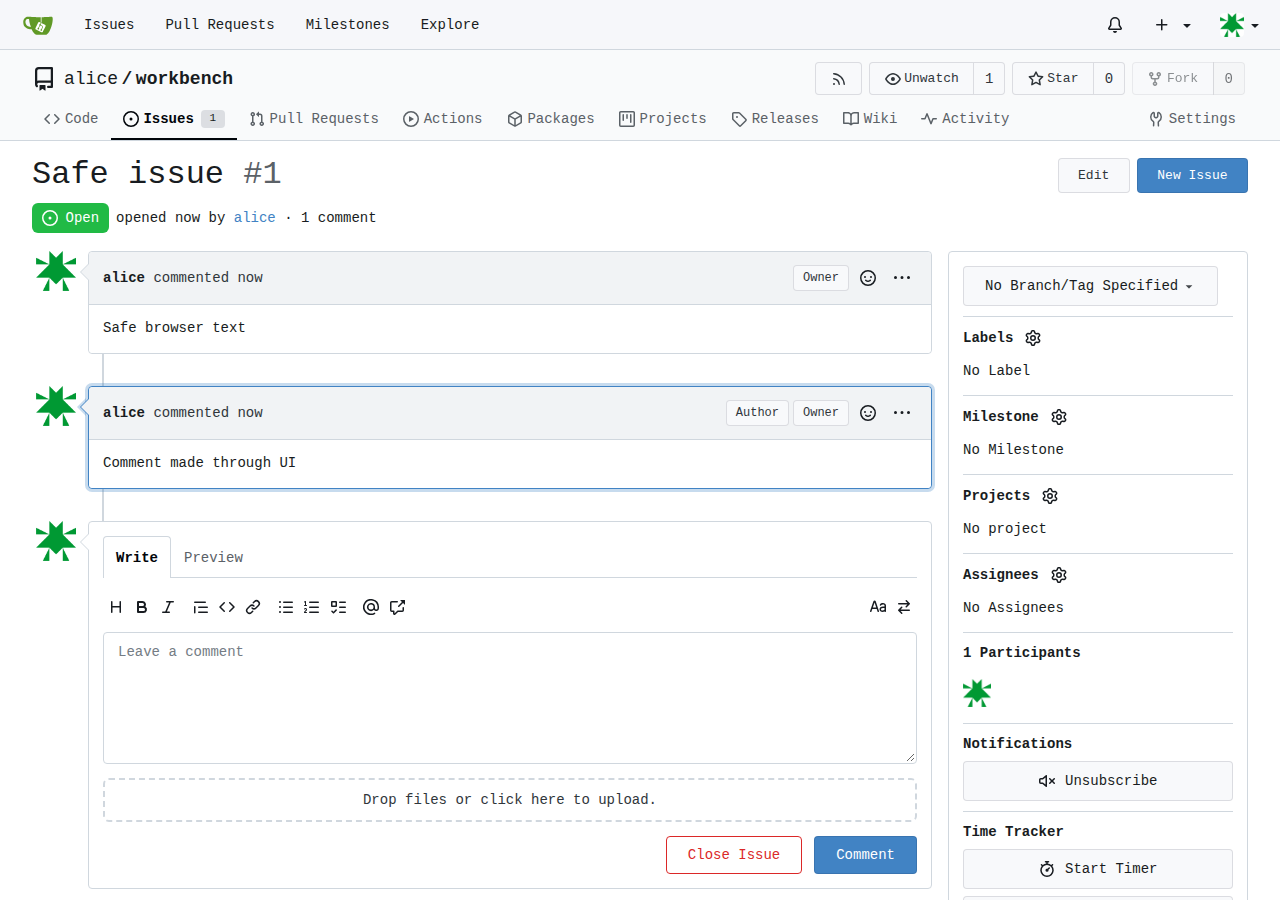 Issues Pull Requests Milestones Explore
alice/workbench
Unwatch 1 Star 0 Fork 0
Code Issues 1 Pull Requests Actions Packages Projects Releases Wiki Activity Settings
Safe issue #1
Edit New Issue
Open opened now by alice · 1 comment
alice commented now Owner
Safe browser text
alice commented now Author Owner
Comment made through UI
Write Preview
Leave a comment
Drop files or click here to upload.
Close Issue Comment
No Branch/Tag Specified
Labels
No Label
Milestone
No Milestone
Projects
No project
Assignees
No Assignees
1 Participants
Notifications
Unsubscribe
Time Tracker
Start Timer